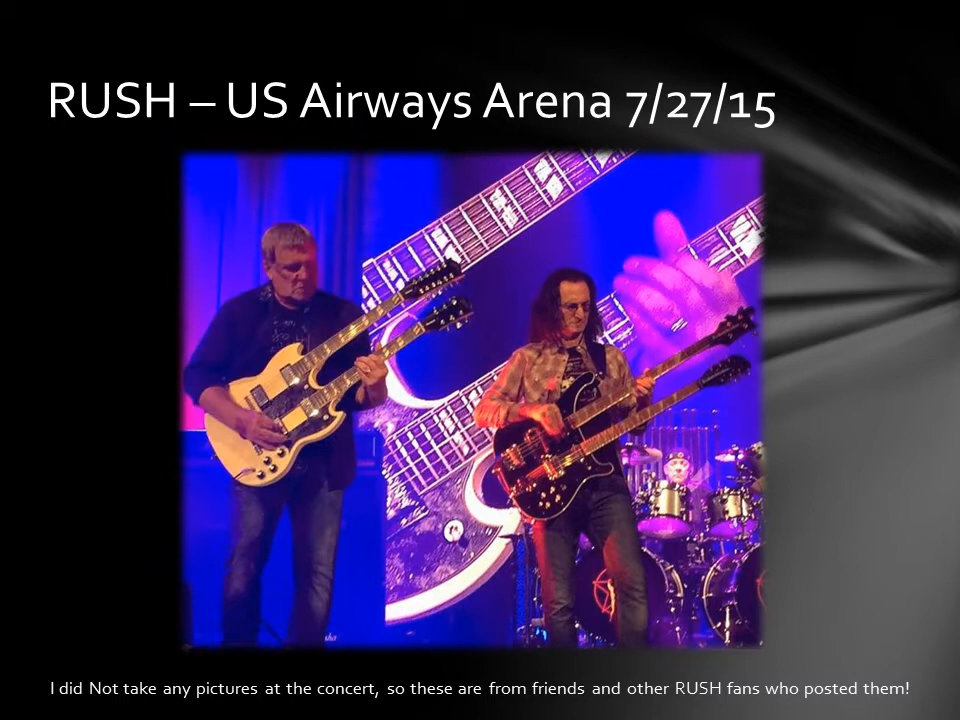 RUSH – US Airways Arena 7/27/15
I did Not take any pictures at the concert, so these are from friends and other RUSH fans who posted them!